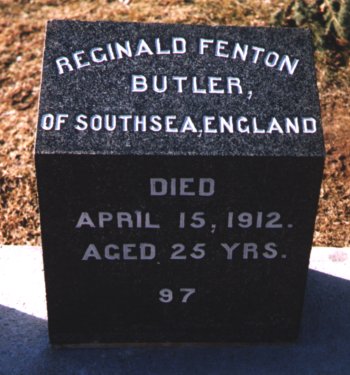 REGINALD FENTON
BUTLER,
OF SOUTHSEA, ENGLAND
DIED
APRIL 15, 1912.
AGED 25 YRS.
97